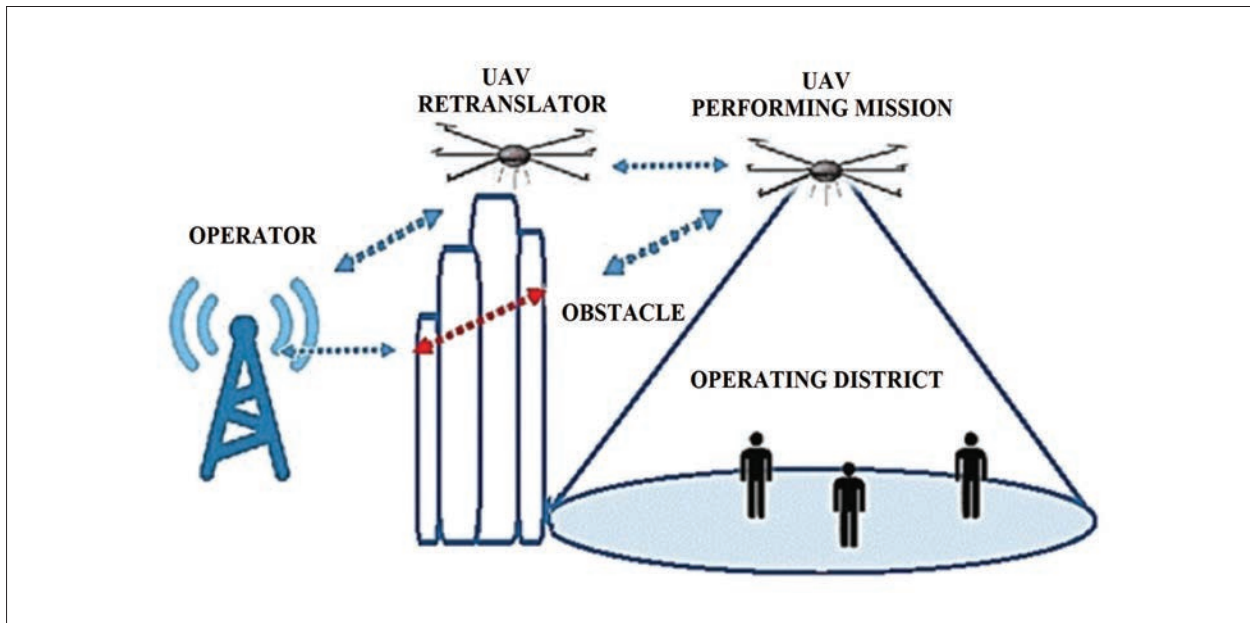 UAV
RETRANSLATOR
UAV
PERFORMING MISSION
OPERATOR
OBSTACLE
OPERATING DISTRICT